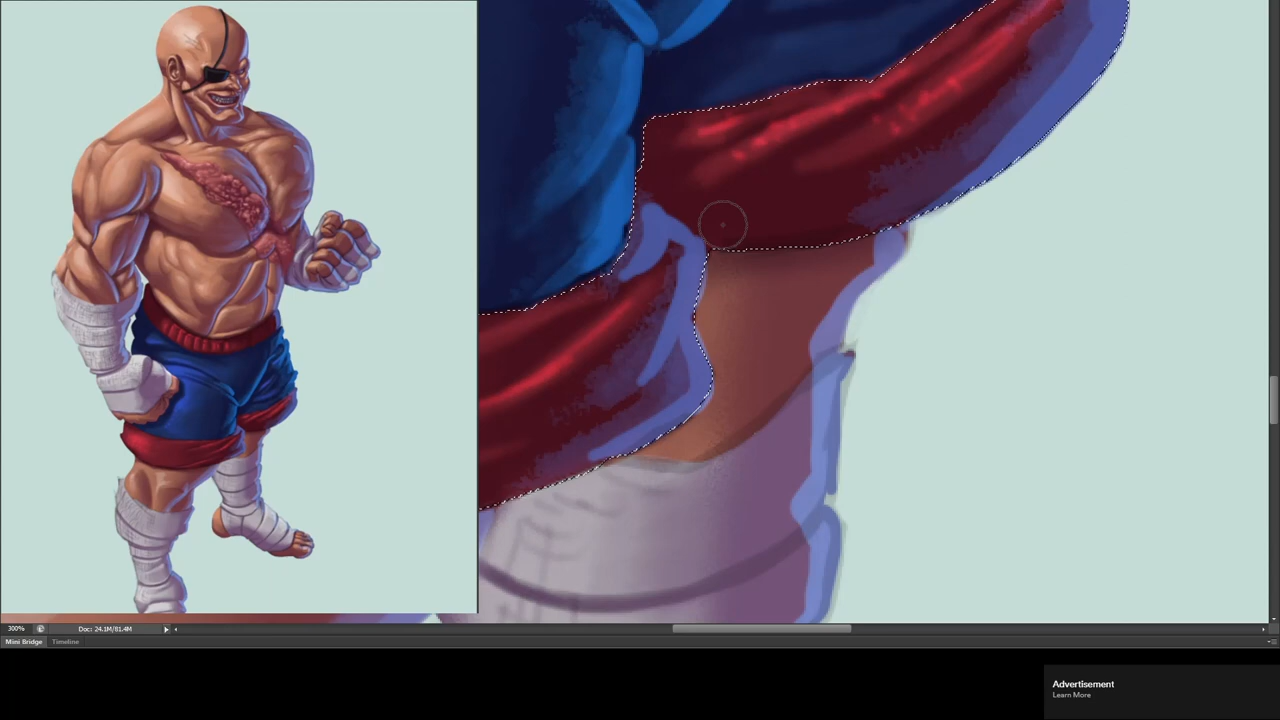 300%
Doc: 24.1M/81.4M
Mini Bridge
Timeline
Advertisement
Learn More